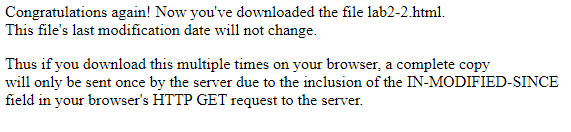 Congratulations again! Now you've downloaded the file lab2-2.html.
This file's last modification date will not change.
Thus if you download this multiple times on your browser, a complete copy
will only be sent once by the server due to the inclusion of the IN-MODIFIED-SINCE
field in your browser's HTTP GET request to the server.